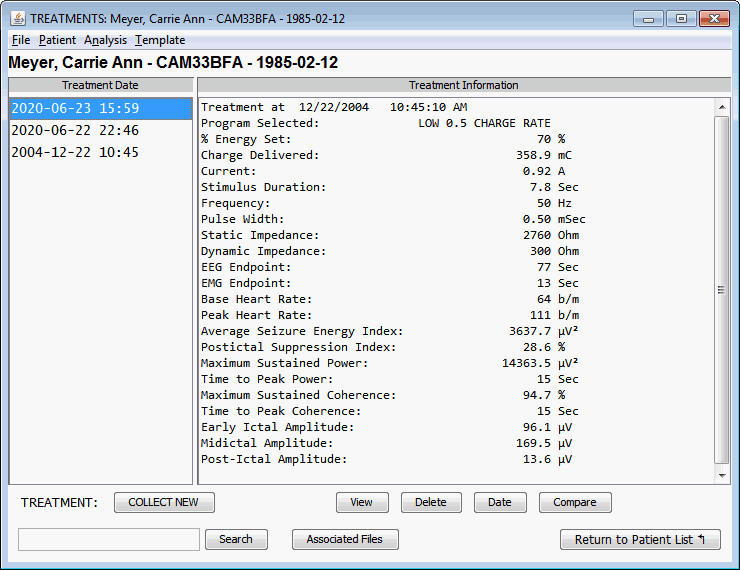 TREATMENTS: Meyer, Carrie Ann - CAM33BFA - 1985-02-12
File Patient Analysis Template
Meyer, Carrie Ann - CAM33BFA - 1985-02-12
Treatment Date
2020-06-23 15:59
2020-06-22 22:46
2004-12-22 10:45
Treatment Information
Treatment at 12/22/2004 10:45:10 AM
Program Selected: LOW 0.5 CHARGE RATE
% Energy Set: 70 %
Charge Delivered: 358.9 mC
Current: 0.92 A
Stimulus Duration: 7.8 Sec
Frequency: 50 Hz
Pulse Width: 0.50 mSec
Static Impedance: 2760 Ohm
Dynamic Impedance: 300 Ohm
EEG Endpoint: 77 Sec
EMG Endpoint: 13 Sec
Base Heart Rate: 64 b/m
Peak Heart Rate: 111 b/m
Average Seizure Energy Index: 3637.7 µV²
Postictal Suppression Index: 28.6 %
Maximum Sustained Power: 14363.5 µV²
Time to Peak Power: 15 Sec
Maximum Sustained Coherence: 94.7 %
Time to Peak Coherence: 15 Sec
Early Ictal Amplitude: 96.1 µV
Midictal Amplitude: 169.5 µV
Post-Ictal Amplitude: 13.6 µV
TREATMENT: COLLECT NEW View Delete Date Compare
Search Associated Files Return to Patient List ↰